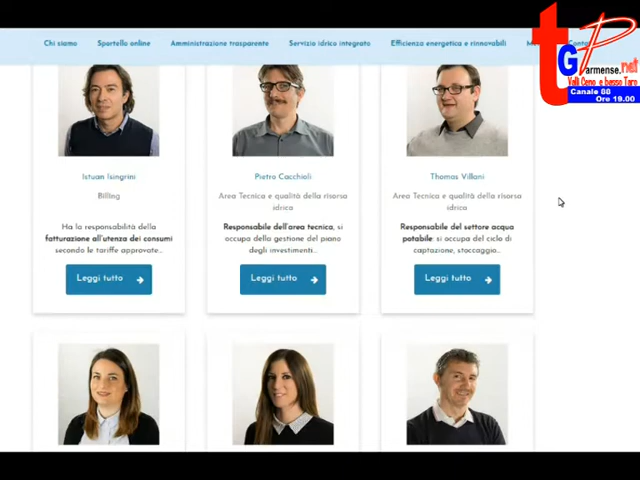 Chi siamo
Sportello online
Amministrazione trasparente
Servizio idrico integrato
Efficienza energetica e rinnovabili
t
G
P
armense.net
Valli Ceno e basso Taro
Canale 88
Ore 19.00
Istuan Isingrini
Billing
Ha la responsabilità della
fatturazione all'utenza dei consumi
secondo le tariffe approvate...
Leggi tutto
Pietro Cacchioli
Area Tecnica e qualità della risorsa
idrica
Responsabile dell'area tecnica, si
occupa della gestione del piano
degli investimenti...
Leggi tutto
Thomas Villani
Area Tecnica e qualità della risorsa
idrica
Responsabile del settore acqua
potabile: si occupa del ciclo di
captazione, stoccaggio...
Leggi tutto